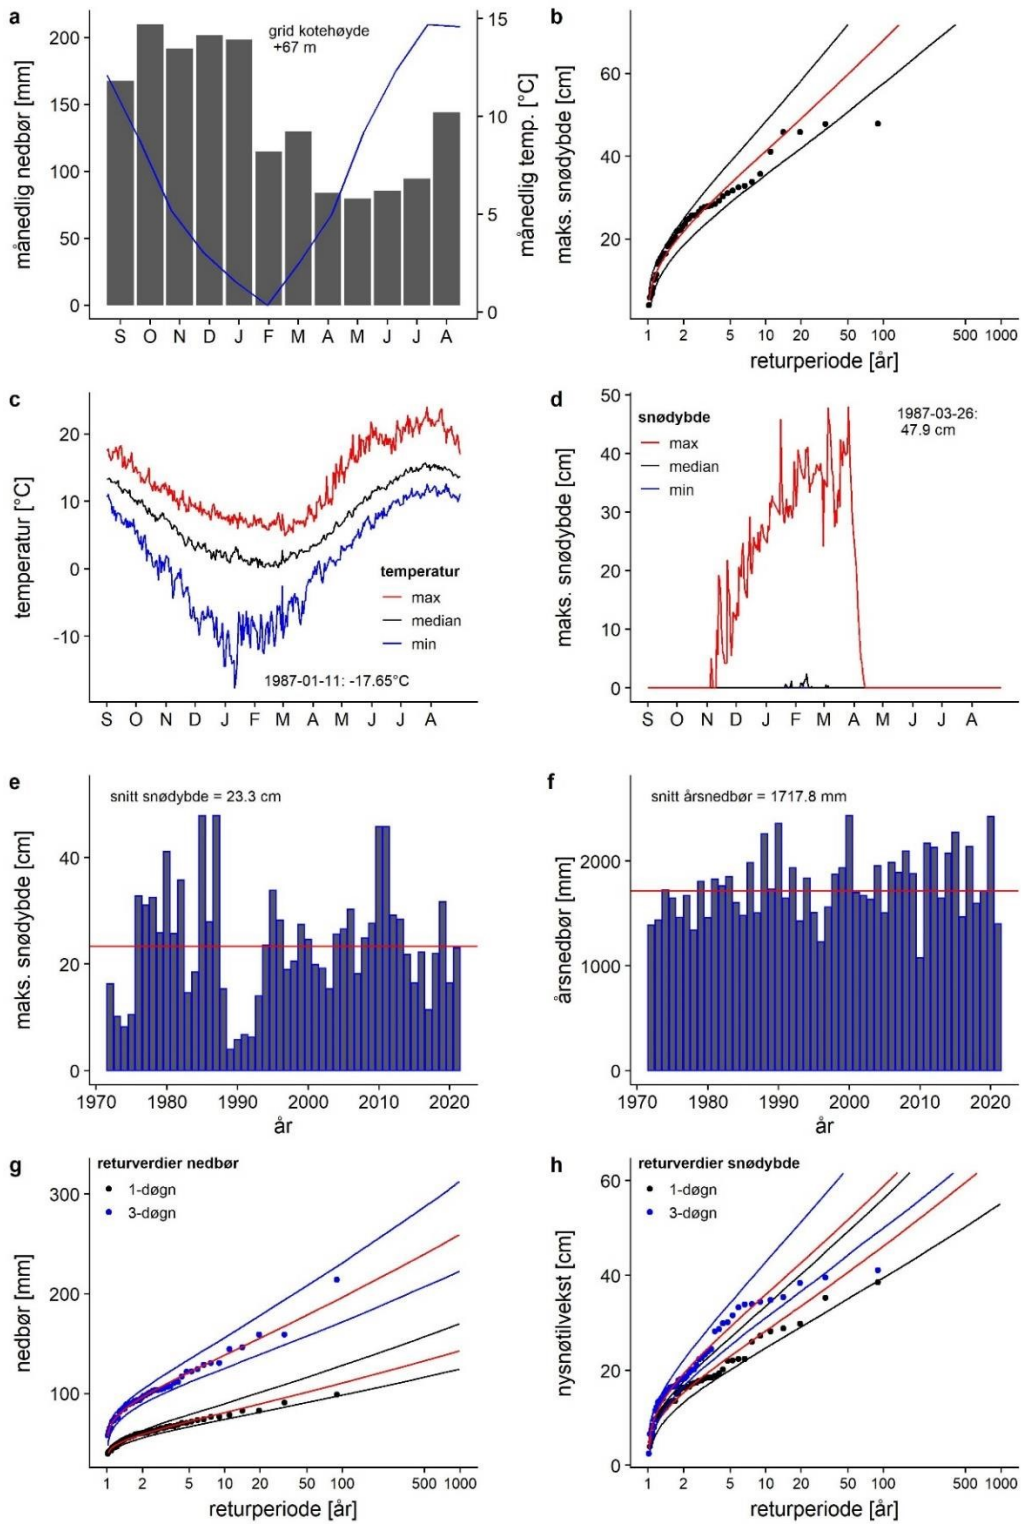 a
grid kotehøyde
+67 m
månedlig nedbør [mm]
200
150
100
50
0
månedlig temp. [°C]
15
10
5
0
S O N D J F M A M J J A
b
maks. snødybde [cm]
60
40
20
1 2 5 10 20 50 100 500 1000
returperiode [år]
c
temperatur [°C]
20
10
0
-10
temperatur
max
median
min
1987-01-11: -17.65°C
S O N D J F M A M J J A
d
maks. snødybde [cm]
50
40
30
20
10
0
snødybde
max
median
min
1987-03-26:
47.9 cm
S O N D J F M A M J J A
e
snitt snødybde = 23.3 cm
maks. snødybde [cm]
40
20
0
1970 1980 1990 2000 2010 2020
år
f
snitt årsnedbør = 1717.8 mm
årsnedbør [mm]
2000
1000
0
1970 1980 1990 2000 2010 2020
år
g
returverdier nedbør
1-døgn
3-døgn
nedbør [mm]
300
200
100
1 2 5 10 20 50 100 500 1000
returperiode [år]
h
returverdier snødybde
1-døgn
3-døgn
nysnøtilvekst [cm]
60
40
20
0
1 2 5 10 20 50 100 500 1000
returperiode [år]